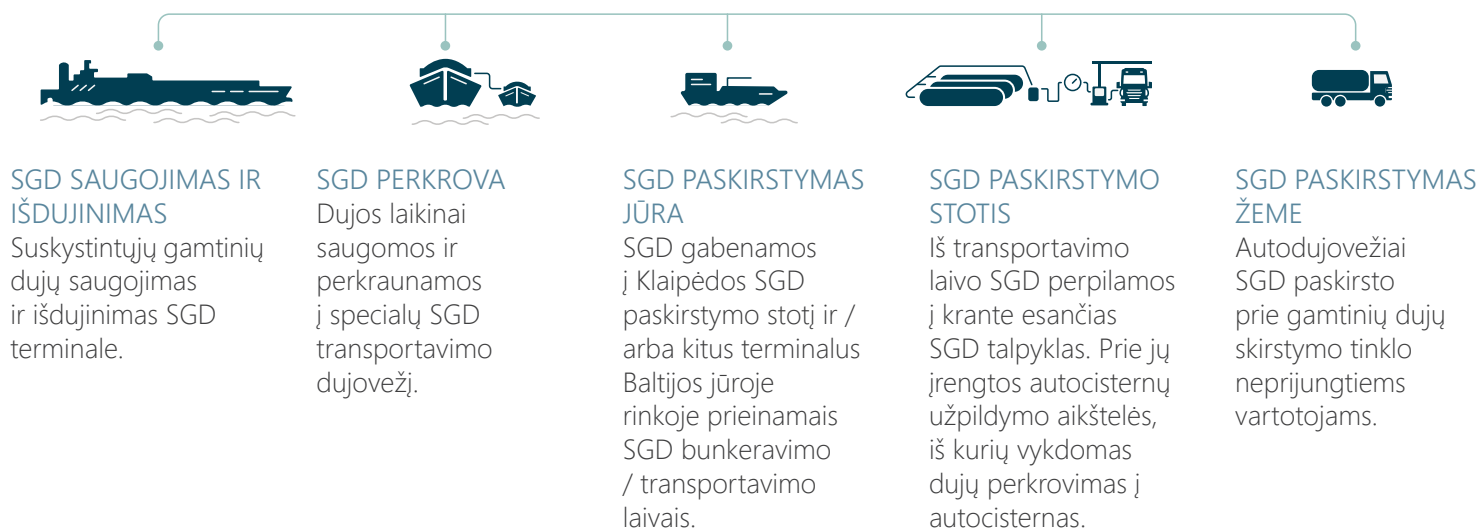 SGD SAUGOJIMAS IR
IŠDUJINIMAS
Suskystintųjų gamtinių
dujų saugojimas
ir išdujinimas SGD
terminale.
SGD PERKROVA
Dujos laikinai
saugomos ir
perkraunamos
į specialų SGD
transportavimo
dujovežį.
SGD PASKIRSTYMAS
JŪRA
SGD gabenamos
į Klaipėdos SGD
paskirstymo stotį ir /
arba kitus terminalus
Baltijos jūroje
rinkoje prieinamais
SGD bunkeravimo
/ transportavimo
laivais.
SGD PASKIRSTYMO
STOTIS
Iš transportavimo
laivo SGD perpilamos
į krante esančias
SGD talpyklas. Prie jų
įrengtos autocisternų
užpildymo aikštelės,
iš kurių vykdomas
dujų perkrovimas į
autocisternas.
SGD PASKIRSTYMAS
ŽEME
Autodujovežiai
SGD paskirsto
prie gamtinių dujų
skirstymo tinklo
neprijungtiems
vartotojams.